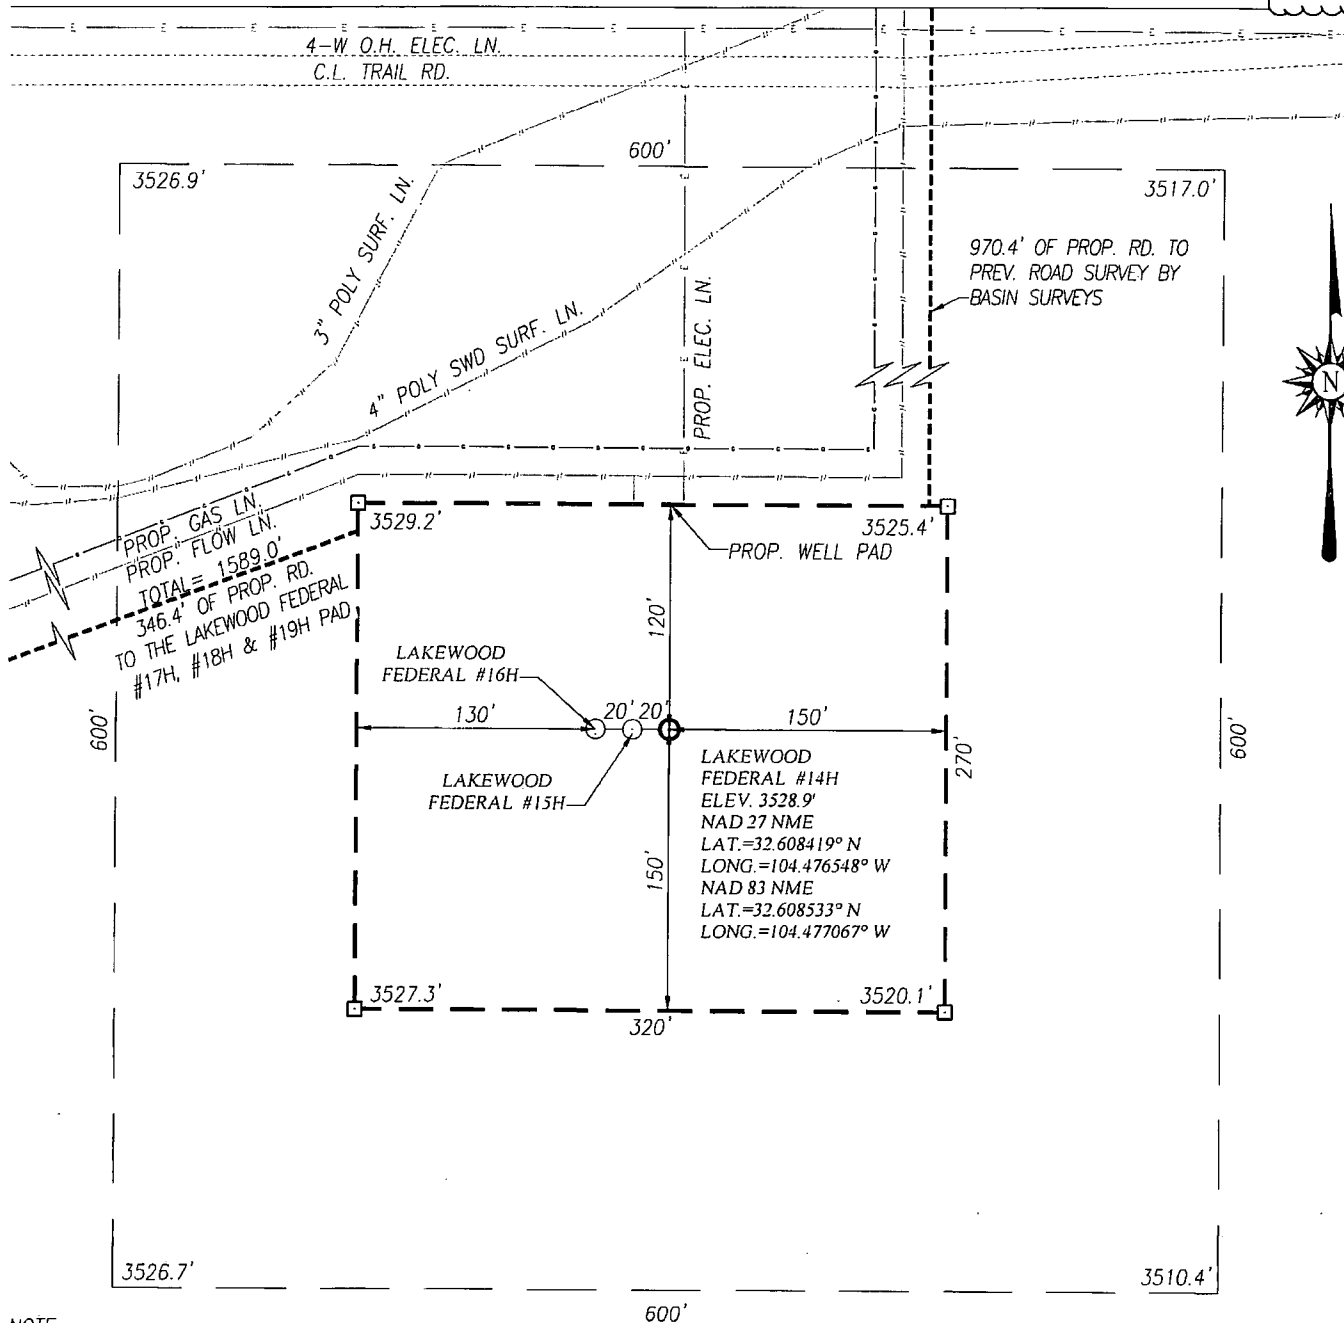 4-W O.H. ELEC. LN.
C.L. TRAIL RD.
600'
3526.9'
3517.0'
3" POLY SURF. LN.
4" POLY SWD SURF. LN.
PROP. ELEC. LN.
970.4' OF PROP. RD. TO
PREV. ROAD SURVEY BY
BASIN SURVEYS
N
PROP. GAS LN.
PROP. FLOW LN.
TOTAL= 1589.0'
346.4' OF PROP. RD.
TO THE LAKEWOOD FEDERAL
#17H, #18H & #19H PAD
3529.2'
3525.4'
PROP. WELL PAD
120'
LAKEWOOD
FEDERAL #16H
130'
20' 20'
150'
600'
270'
600'
LAKEWOOD
FEDERAL #15H
LAKEWOOD
FEDERAL #14H
ELEV. 3528.9'
NAD 27 NME
LAT.=32.608419° N
LONG.=104.476548° W
NAD 83 NME
LAT.=32.608533° N
LONG.=104.477067° W
150'
3527.3'
3520.1'
320'
3526.7'
3510.4'
600'
NOTE